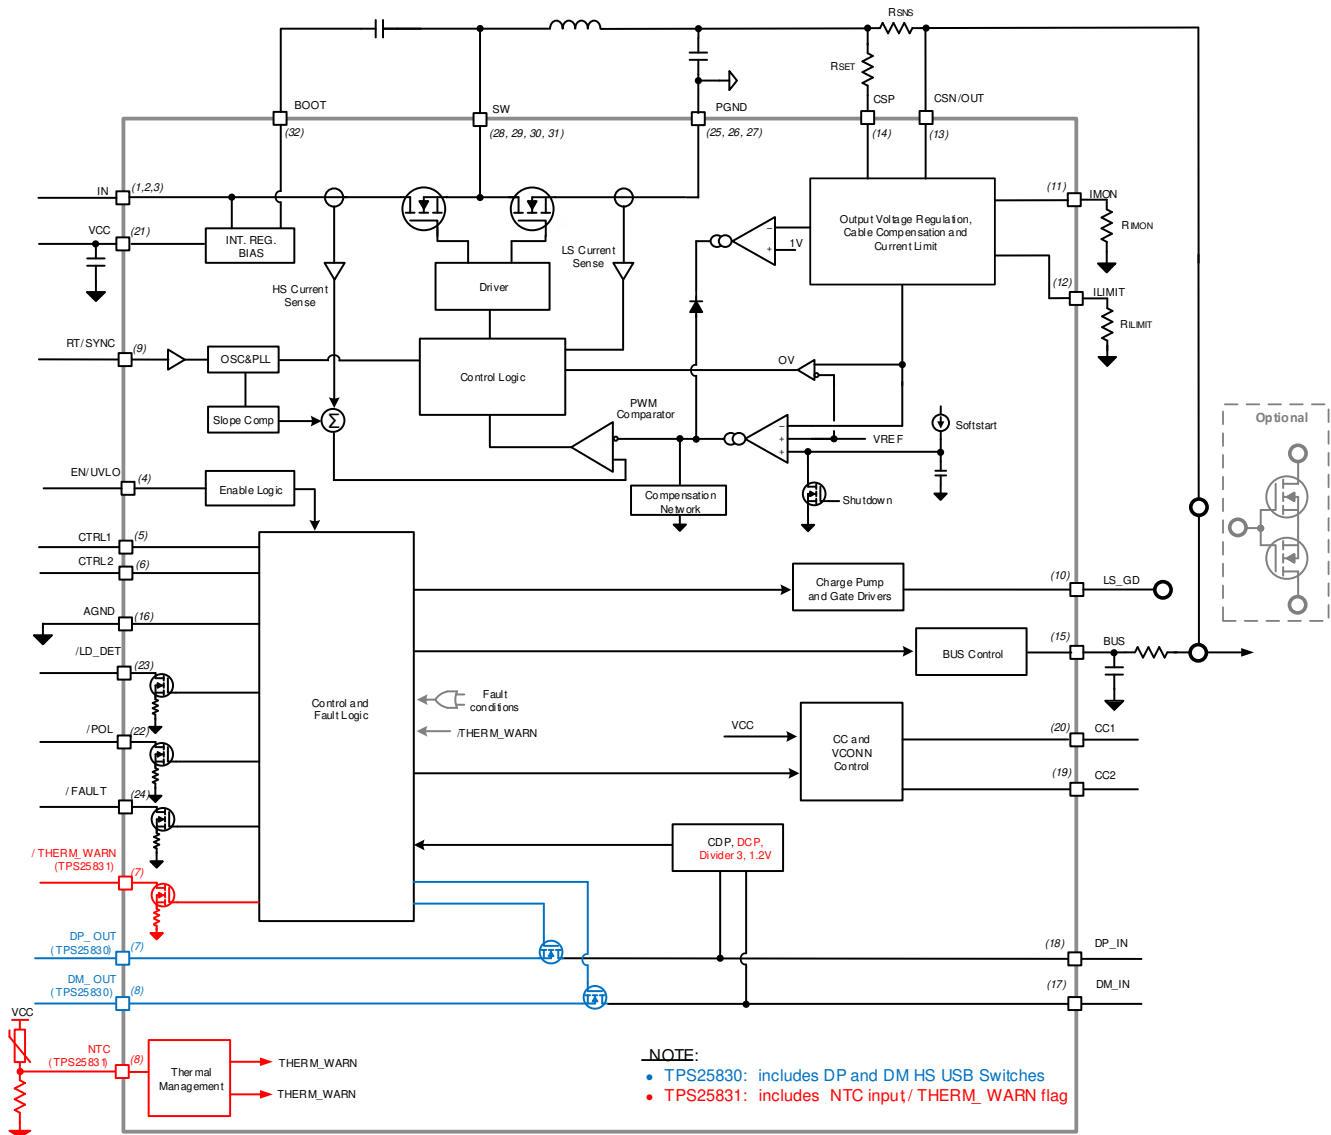 RSNS
RSET
BOOT
(32)
SW
(28, 29, 30, 31)
PGND
(25, 26, 27)
CSP
(14)
CSN/OUT
(13)
IN
(1,2,3)
VCC
(21)
INT. REG.
BIAS
HS Current
Sense
LS Current
Sense
Driver
1V
Output Voltage Regulation,
Cable Compensation and
Current Limit
(11)
IMON
RIMON
(12)
ILIMIT
RILIMIT
RT/SYNC
(9)
OSC&PLL
Slope Comp
Σ
Control Logic
OV
PWM
Comparator
VREF
Softstart
Shutdown
Compensation
Network
Optional
EN/UVLO
(4)
Enable Logic
CTRL1
(5)
CTRL2
(6)
AGND
(16)
/LD_DET
(23)
/POL
(22)
/FAULT
(24)
/THERM_WARN
(TPS25831)
(7)
Control and
Fault Logic
Fault
conditions
/THERM_WARN
Charge Pump
and Gate Drivers
(10)
LS_GD
BUS Control
(15)
BUS
VCC
CC and
VCONN
Control
(20)
CC1
(19)
CC2
CDP, DCP,
Divider 3, 1.2V
DP_OUT
(TPS25830)
(7)
DM_OUT
(TPS25830)
(8)
(18)
DP_IN
(17)
DM_IN
VCC
NTC
(TPS25831)
(8)
Thermal
Management
THERM_WARN
THERM_WARN
NOTE:
• TPS25830: includes DP and DM HS USB Switches
• TPS25831: includes NTC input / THERM_WARN flag